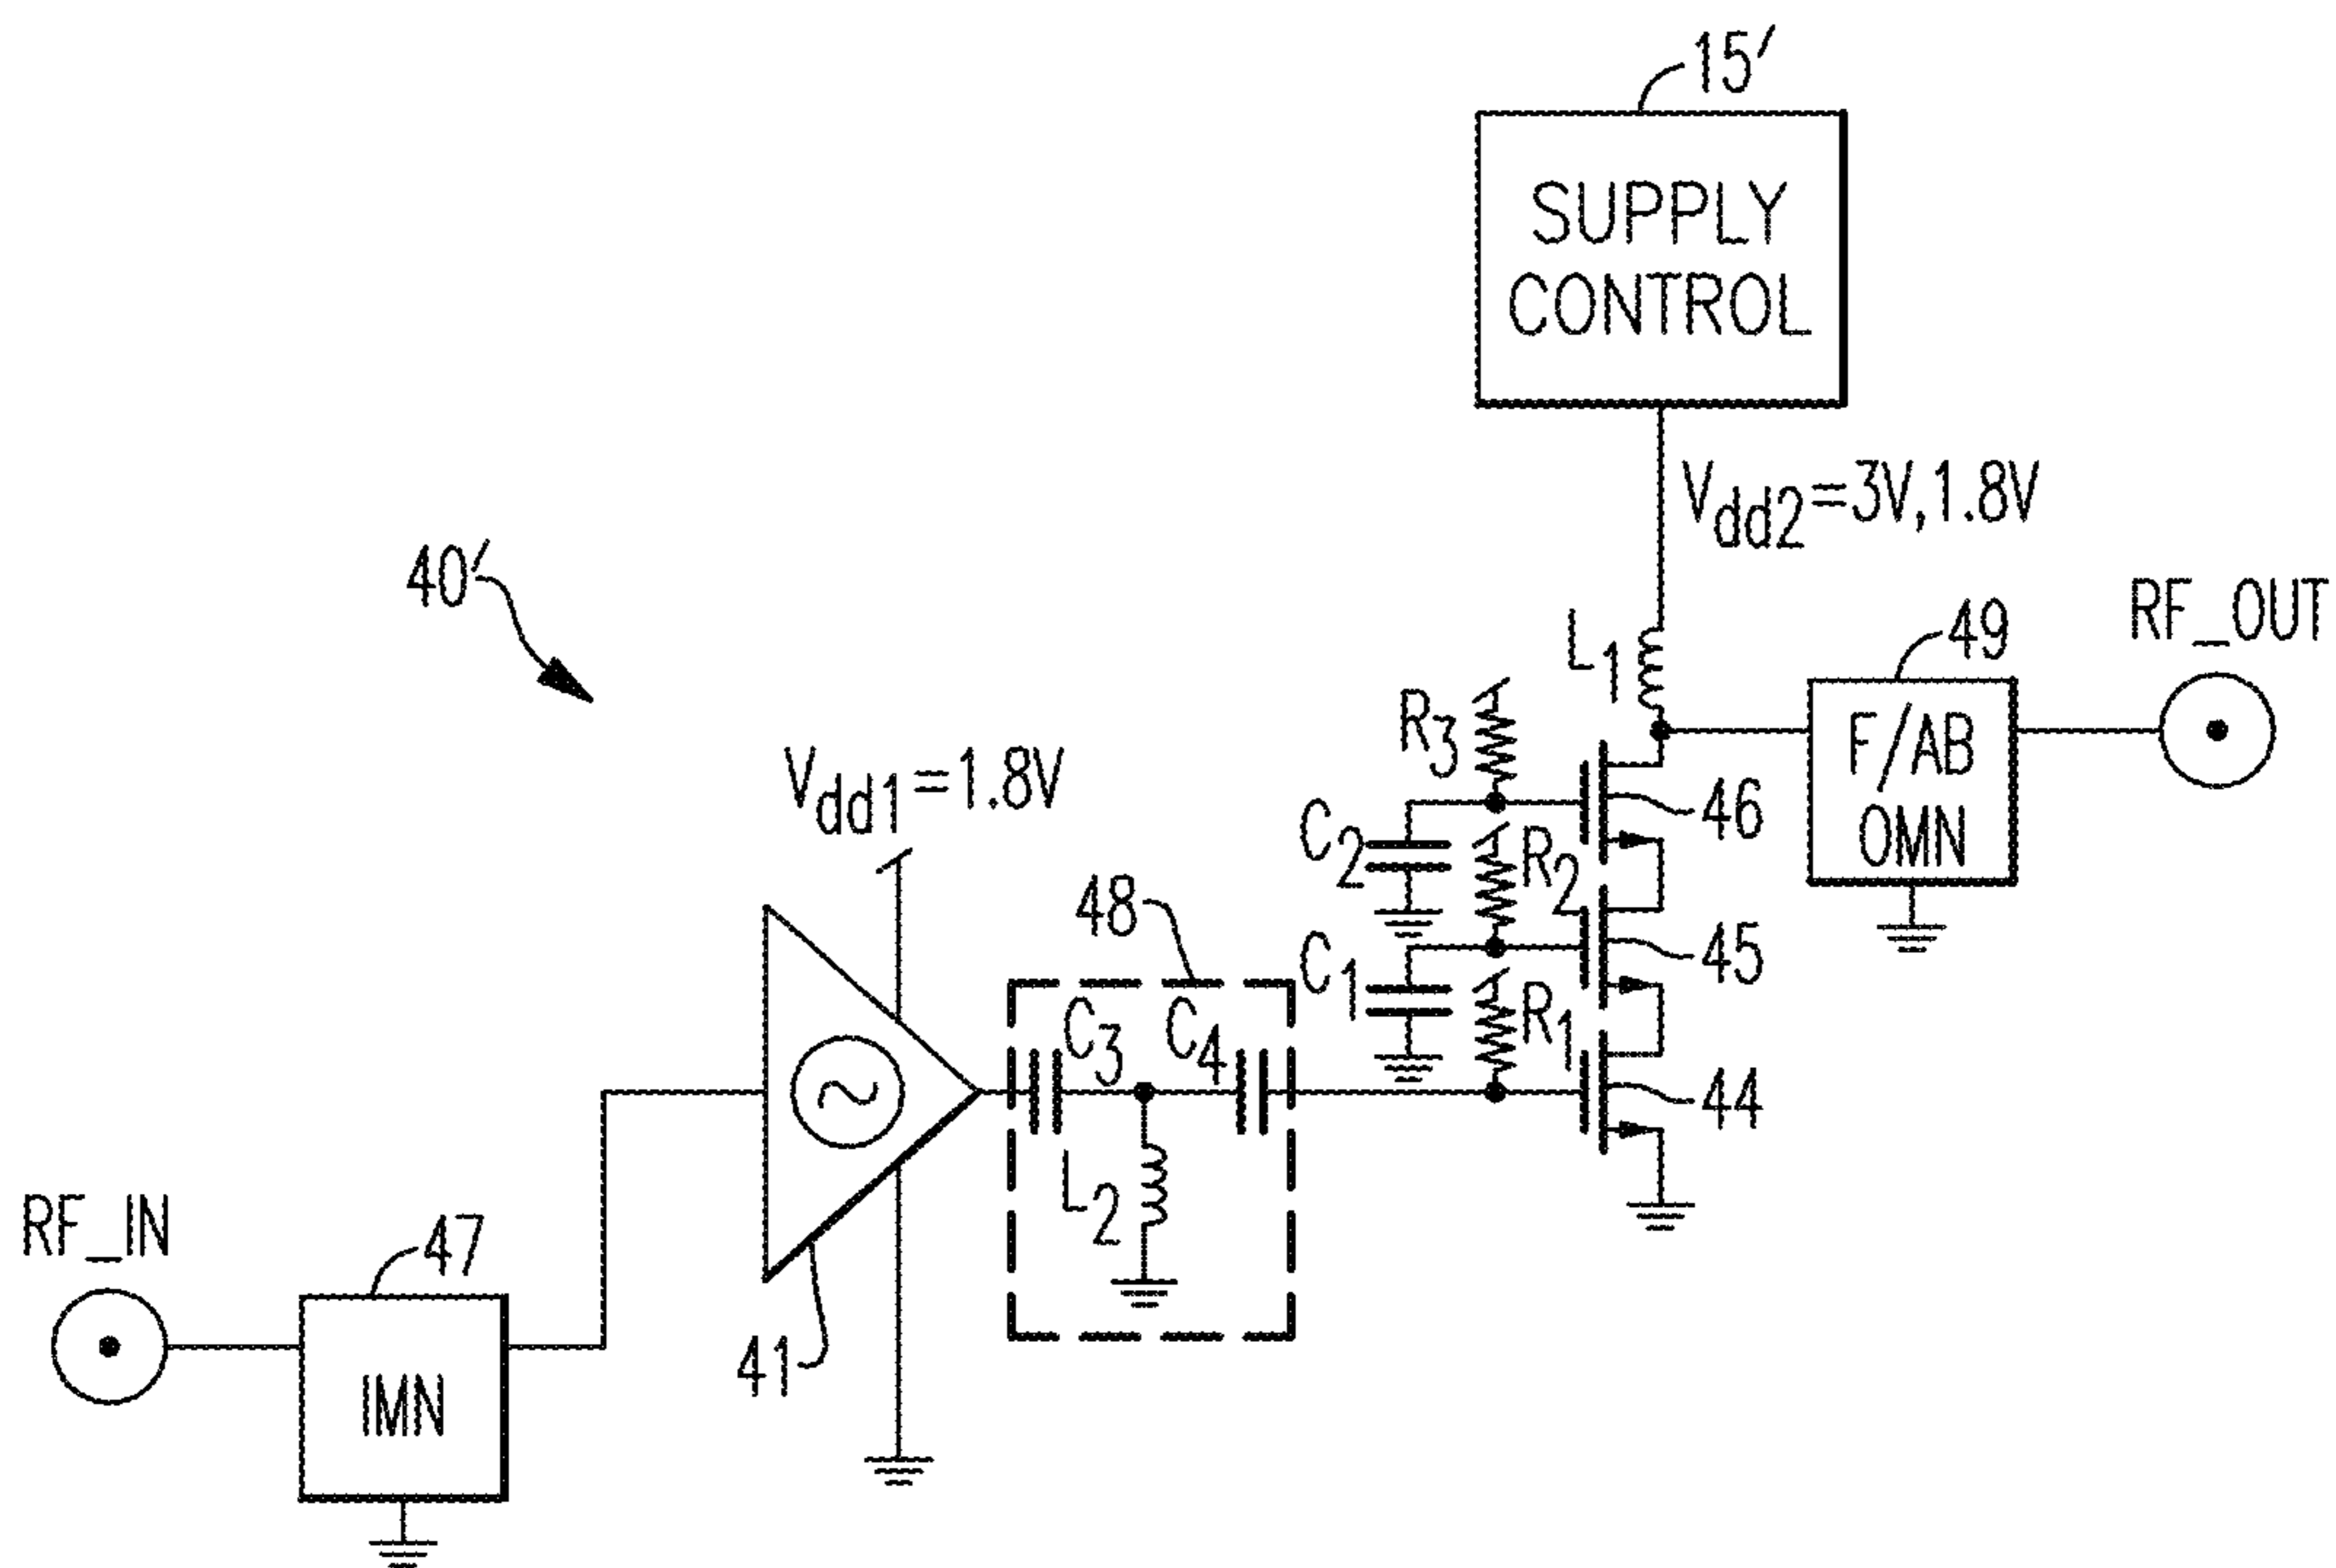 15'
SUPPLY
CONTROL
Vdd2=3V,1.8V
40'
RF_OUT
L1
49
R3
F/AB
OMN
Vdd1=1.8V
46
C2
R2
48
45
C1
R1
C3
C4
44
L2
RF_IN
47
41
IMN